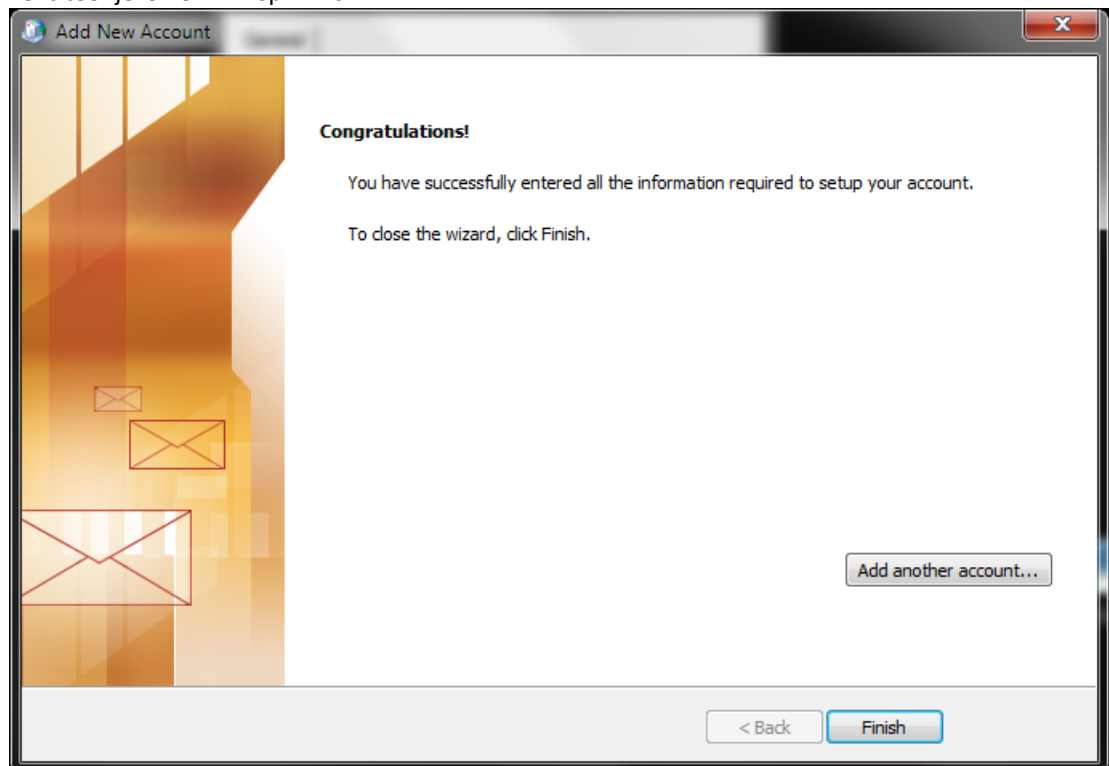 Add New Account
Congratulations!
You have successfully entered all the information required to setup your account.
To close the wizard, click Finish.
Add another account...
< Back
Finish